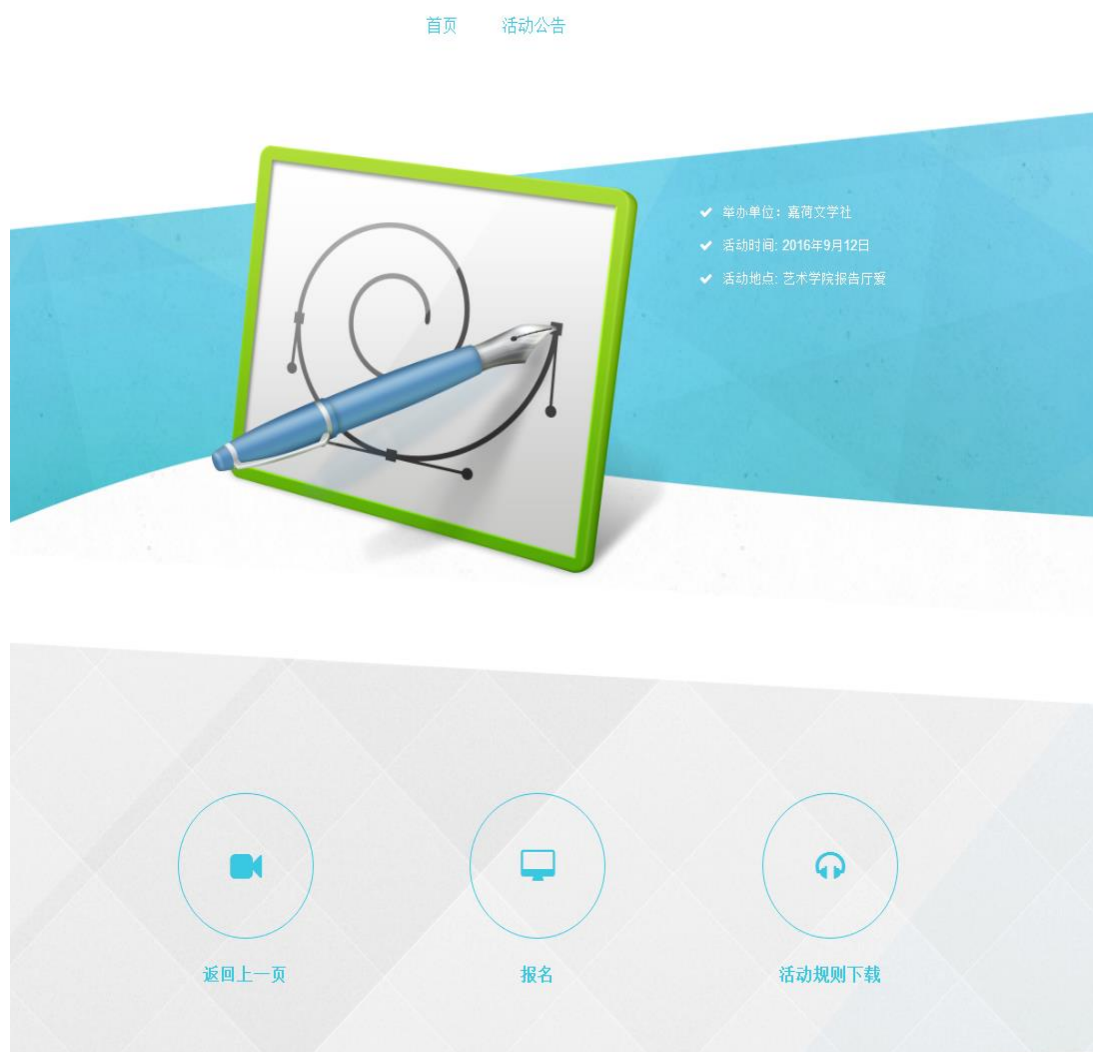 首页 活动公告
举办单位：嘉荷文学社
活动时间: 2016年9月12日
活动地点: 艺术学院报告厅爱
返回上一页 报名 活动规则下载